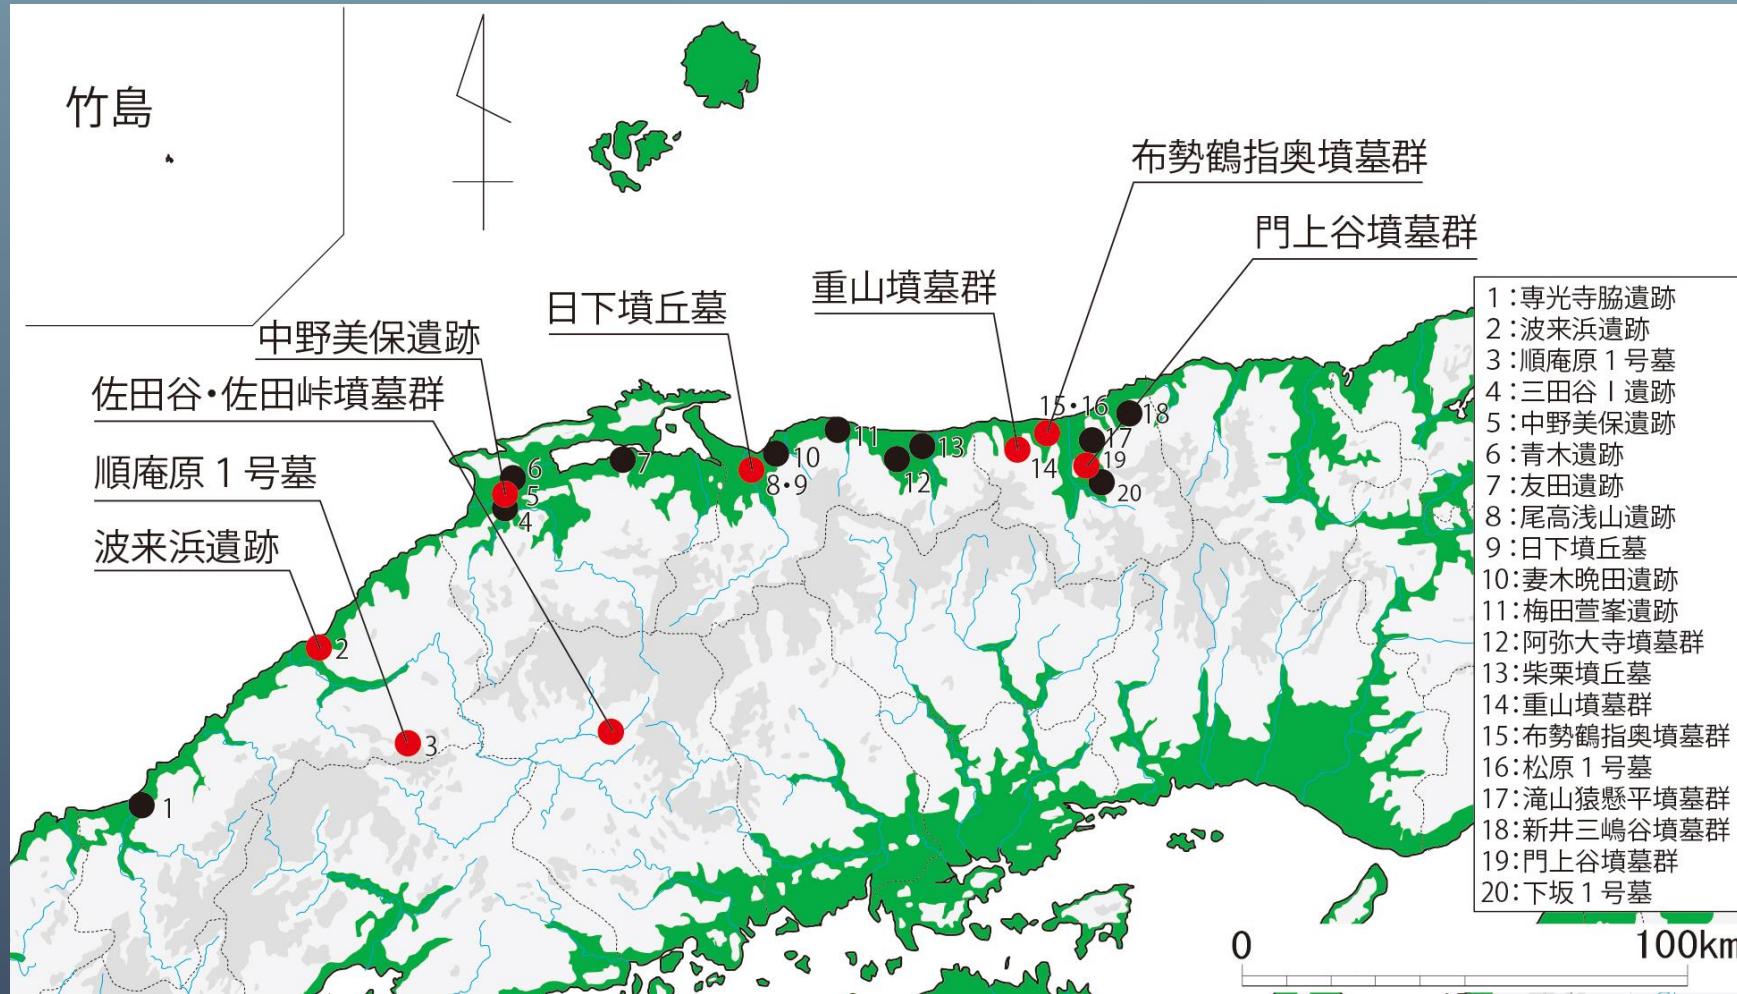 竹島
布勢鶴指奥墳墓群
門上谷墳墓群
重山墳墓群
日下墳丘墓
中野美保遺跡
佐田谷・佐田峠墳墓群
順庵原１号墓
波来浜遺跡
1
2
3
4
5
6
7
8・9
10
11
12
13
14
15・16
17
18
19
20
1：専光寺脇遺跡
2：波来浜遺跡
3：順庵原１号墓
4：三田谷Ⅰ遺跡
5：中野美保遺跡
6：青木遺跡
7：友田遺跡
8：尾高浅山遺跡
9：日下墳丘墓
10：妻木晩田遺跡
11：梅田萱峯遺跡
12：阿弥大寺墳墓群
13：柴栗墳丘墓
14：重山墳墓群
15：布勢鶴指奥墳墓群
16：松原１号墓
17：滝山猿懸平墳墓群
18：新井三嶋谷墳墓群
19：門上谷墳墓群
20：下坂１号墓
0
100km